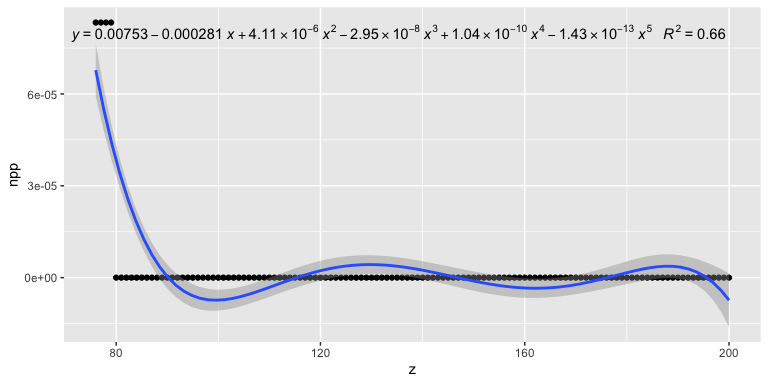 y = 0.00753 − 0.000281 x + 4.11 × 10⁻⁶ x² − 2.95 × 10⁻⁸ x³ + 1.04 × 10⁻¹⁰ x⁴ − 1.43 × 10⁻¹³ x⁵ R² = 0.66
6e-05
3e-05
0e+00
npp
80 120 160 200
z